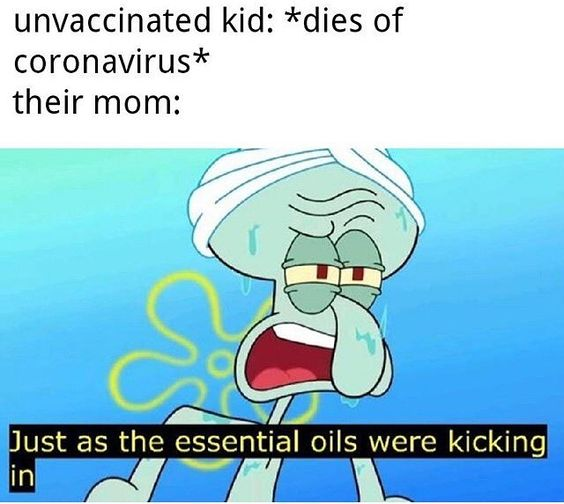 unvaccinated kid: *dies of
coronavirus*
their mom:
Just as the essential oils were kicking
in